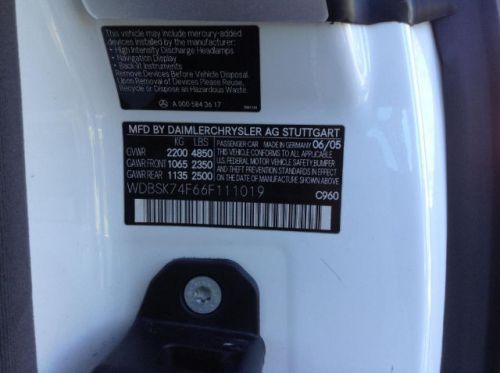 This vehicle may include mercury-added
devices installed by the manufacturer:
- High Intensity Discharge Headlamps
- Navigation Display
- Back-lit Instruments
Remove Devices Before Vehicle Disposal.
Upon Removal of Devices Please Reuse,
Recycle or Dispose as Hazardous Waste.
A 000 584 36 17
MFD BY DAIMLERCHRYSLER AG STUTTGART
KG LBS PASSENGER CAR MADE IN GERMANY 06/05
GVWR 2200 4850 THIS VEHICLE CONFORMS TO ALL APPLICABLE
GAWR FRONT 1065 2350 U.S. FEDERAL MOTOR VEHICLE SAFETY, BUMPER
GAWR REAR 1135 2500 AND THEFT PREVENTION STANDARDS IN EFFECT
ON THE DATE OF MANUFACTURE SHOWN ABOVE.
WDBSK74F66F111019 C960